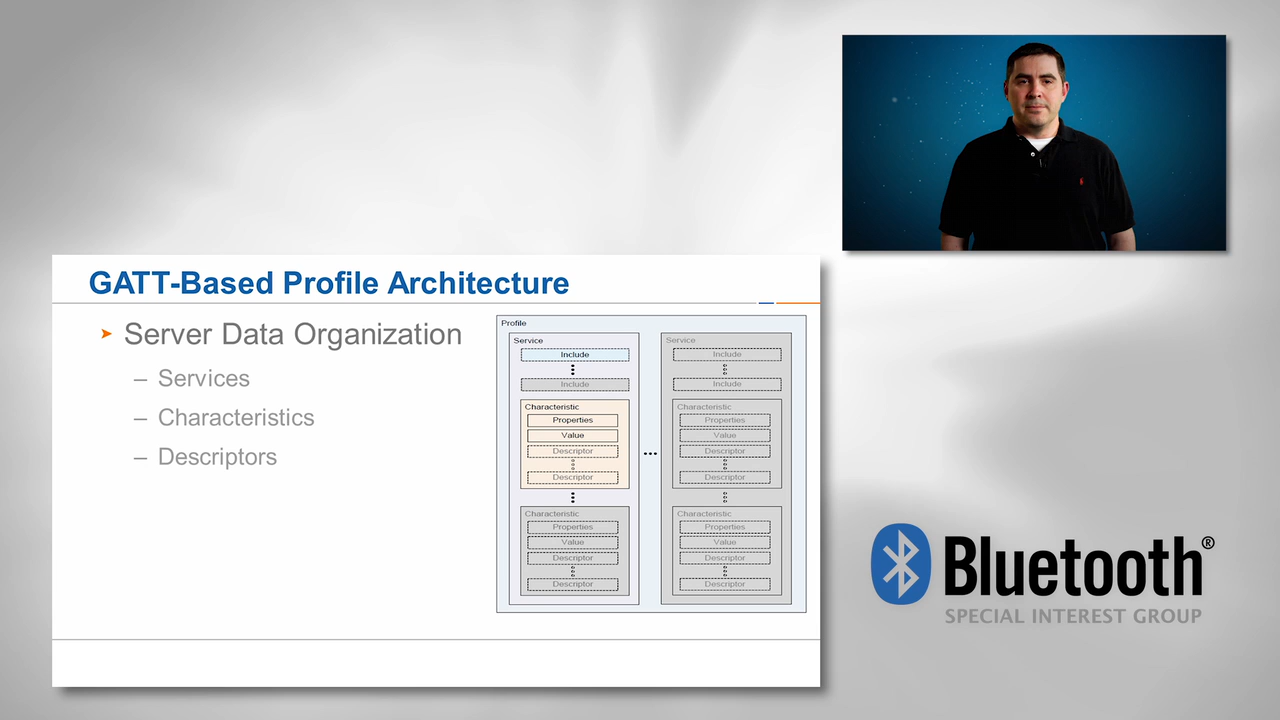 GATT-Based Profile Architecture
➤ Server Data Organization
– Services
– Characteristics
– Descriptors
Profile
Service
Include
Include
Characteristic
Properties
Value
Descriptor
Descriptor
Characteristic
Properties
Value
Descriptor
Descriptor
Service
Include
Include
Characteristic
Properties
Value
Descriptor
Descriptor
Characteristic
Properties
Value
Descriptor
Descriptor
Bluetooth®
SPECIAL INTEREST GROUP